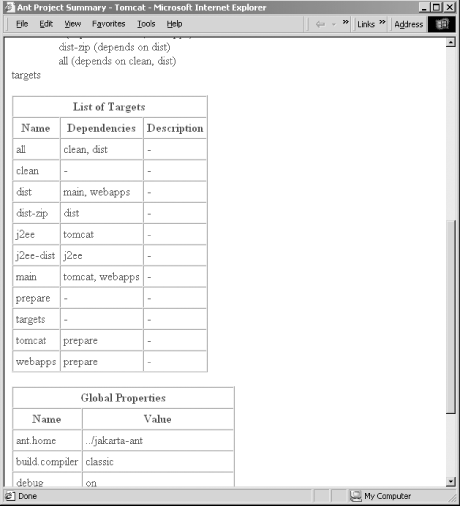 Ant Project Summary - Tomcat - Microsoft Internet Explorer
File Edit View Favorites Tools Help » Links » Address
dist-zip (depends on dist)
all (depends on clean, dist)
targets
List of Targets
Name Dependencies Description
all clean, dist -
clean - -
dist main, webapps -
dist-zip dist -
j2ee tomcat -
j2ee-dist j2ee -
main tomcat, webapps -
prepare - -
targets - -
tomcat prepare -
webapps prepare -
Global Properties
Name Value
ant.home ../jakarta-ant
build.compiler classic
debug on
Done My Computer